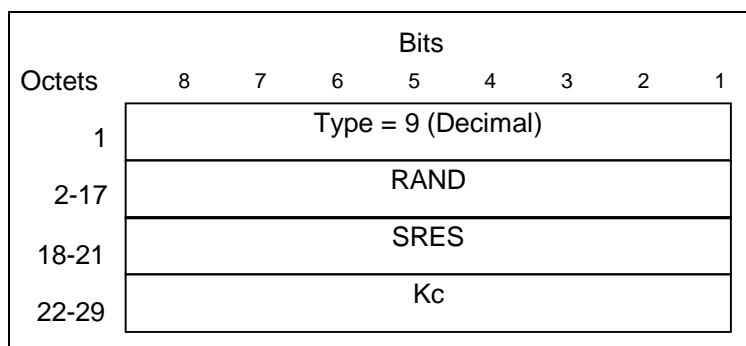 Bits
Octets 8 7 6 5 4 3 2 1
1 Type = 9 (Decimal)
2-17 RAND
18-21 SRES
22-29 Kc